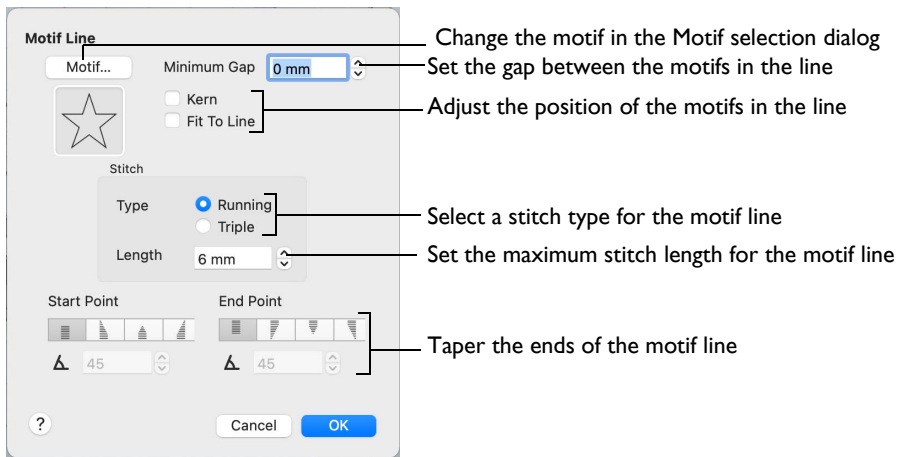 Motif Line
Motif...
Minimum Gap 0 mm
Kern
Fit To Line
Stitch
Type
Running
Triple
Length 6 mm
Start Point
End Point
45
45
?
Cancel
OK
Change the motif in the Motif selection dialog
Set the gap between the motifs in the line
Adjust the position of the motifs in the line
Select a stitch type for the motif line
Set the maximum stitch length for the motif line
Taper the ends of the motif line